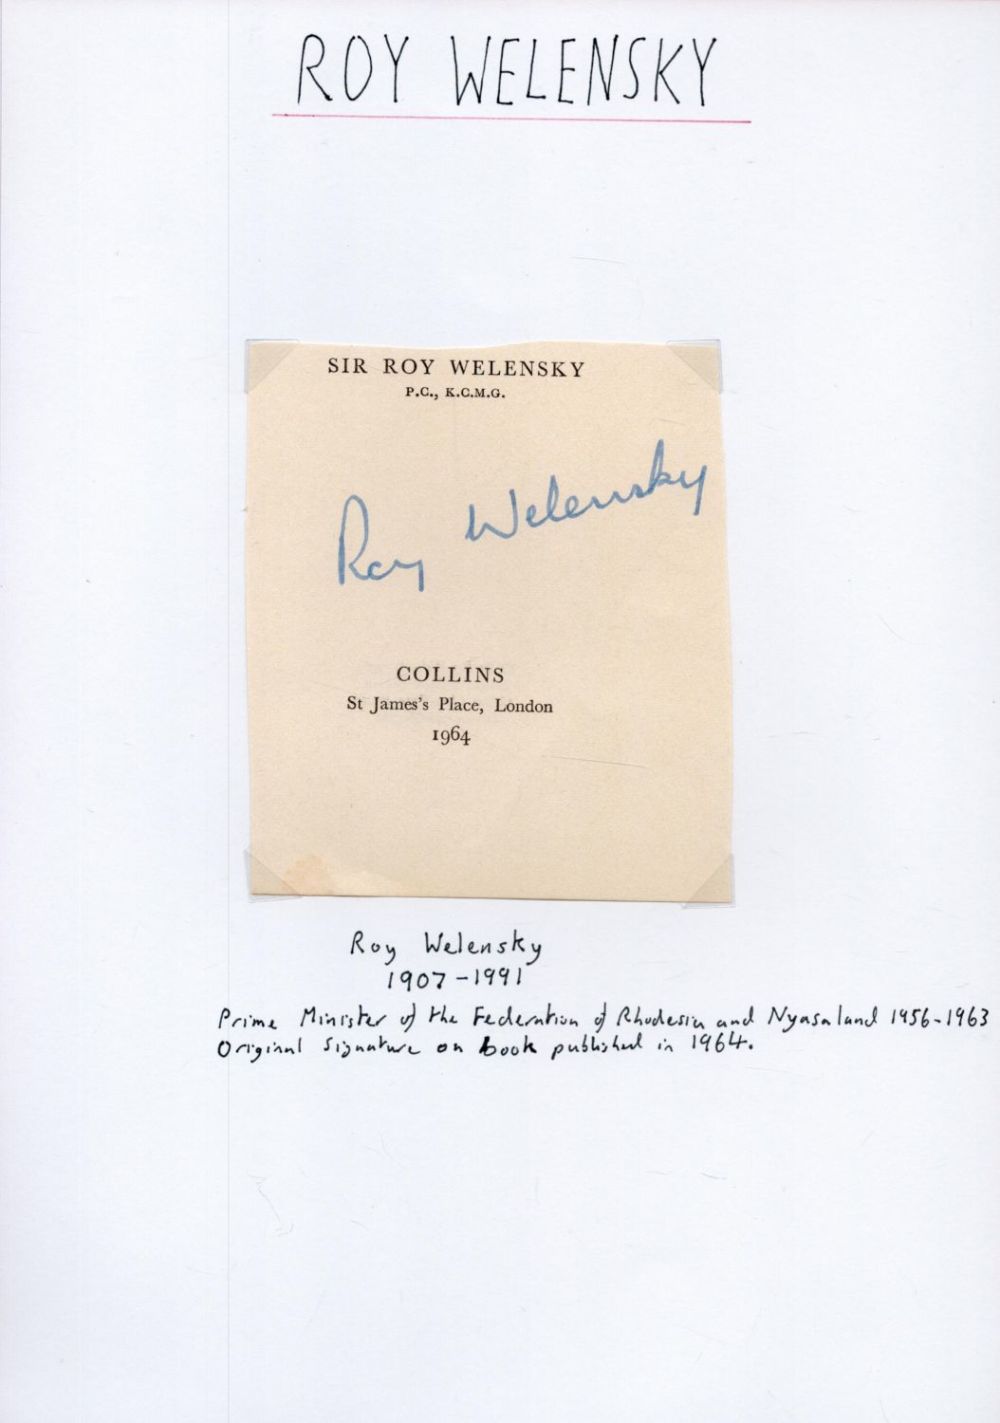 ROY WELENSKY
SIR ROY WELENSKY
P.C., K.C.M.G.
Roy Welensky
COLLINS
St James's Place, London
1964
Roy Welensky
1907-1991
Prime Minister of the Federation of Rhodesia and Nyasaland 1956-1963
Original signature on book published in 1964.